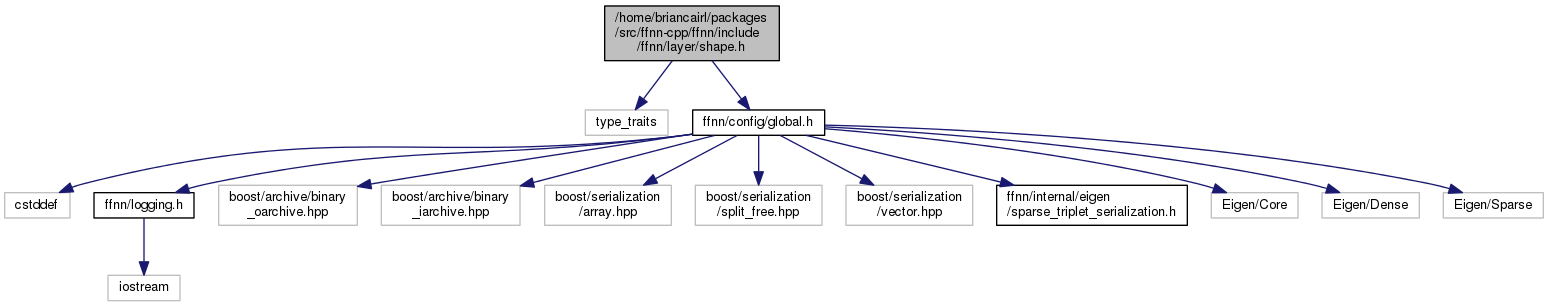 /home/briancairl/packages
/src/ffnn-cpp/ffnn/include
/ffnn/layer/shape.h
type_traits
ffnn/config/global.h
cstddef
ffnn/logging.h
boost/archive/binary
_oarchive.hpp
boost/archive/binary
_iarchive.hpp
boost/serialization
/array.hpp
boost/serialization
/split_free.hpp
boost/serialization
/vector.hpp
ffnn/internal/eigen
/sparse_triplet_serialization.h
Eigen/Core
Eigen/Dense
Eigen/Sparse
iostream